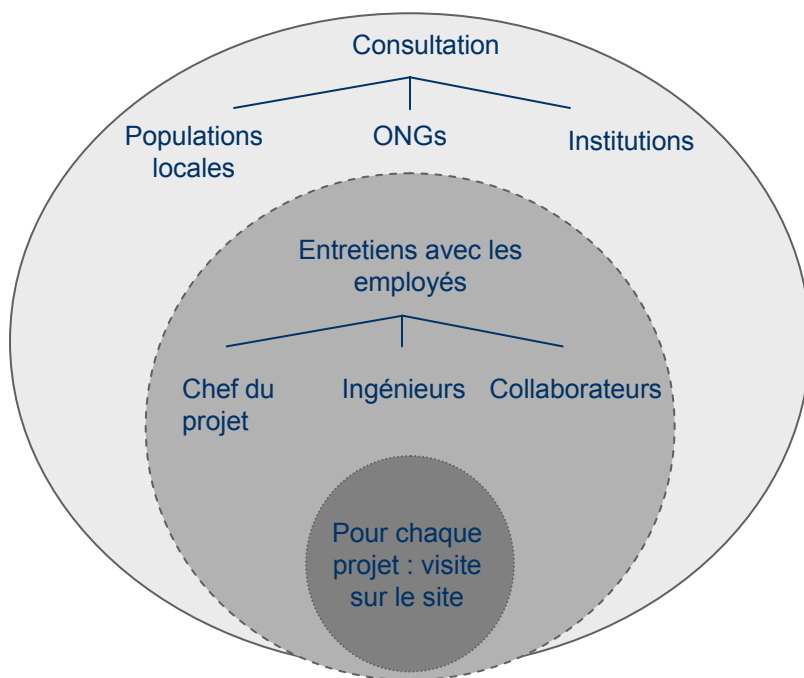 Consultation
Populations
locales
ONGs
Institutions
Entretiens avec les
employés
Chef du
projet
Ingénieurs
Collaborateurs
Pour chaque
projet : visite
sur le site